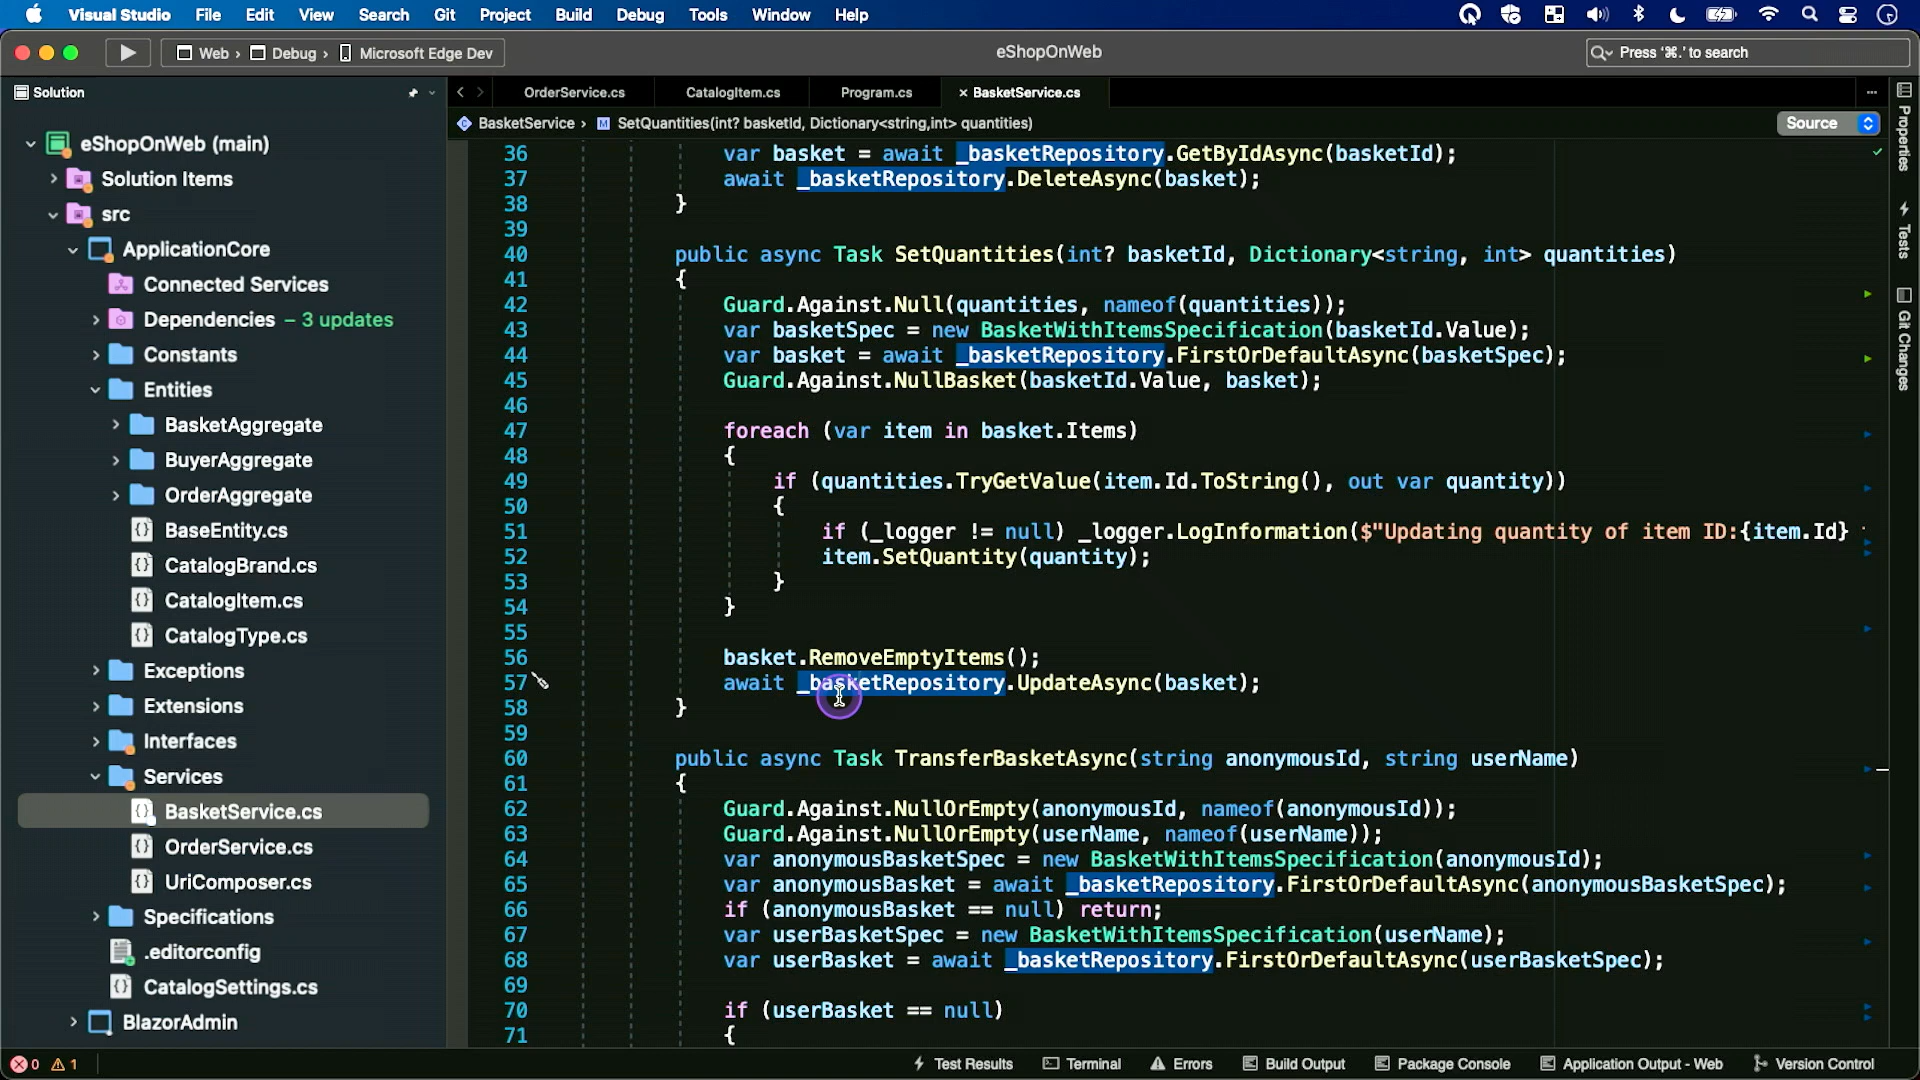 Visual Studio File Edit View Search Git Project Build Debug Tools Window Help
Web › Debug › Microsoft Edge Dev
eShopOnWeb
Press ‘⌘.’ to search
Solution
OrderService.cs
CatalogItem.cs
Program.cs
× BasketService.cs
BasketService › M SetQuantities(int? basketId, Dictionary<string,int> quantities)
Source
eShopOnWeb (main)
Solution Items
src
ApplicationCore
Connected Services
Dependencies – 3 updates
Constants
Entities
BasketAggregate
BuyerAggregate
OrderAggregate
BaseEntity.cs
CatalogBrand.cs
CatalogItem.cs
CatalogType.cs
Exceptions
Extensions
Interfaces
Services
BasketService.cs
OrderService.cs
UriComposer.cs
Specifications
.editorconfig
CatalogSettings.cs
BlazorAdmin
36 var basket = await _basketRepository.GetByIdAsync(basketId);
37 await _basketRepository.DeleteAsync(basket);
38 }
39
40 public async Task SetQuantities(int? basketId, Dictionary<string, int> quantities)
41 {
42 Guard.Against.Null(quantities, nameof(quantities));
43 var basketSpec = new BasketWithItemsSpecification(basketId.Value);
44 var basket = await _basketRepository.FirstOrDefaultAsync(basketSpec);
45 Guard.Against.NullBasket(basketId.Value, basket);
46
47 foreach (var item in basket.Items)
48 {
49 if (quantities.TryGetValue(item.Id.ToString(), out var quantity))
50 {
51 if (_logger != null) _logger.LogInformation($"Updating quantity of item ID:{item.Id}
52 item.SetQuantity(quantity);
53 }
54 }
55
56 basket.RemoveEmptyItems();
57 await _basketRepository.UpdateAsync(basket);
58 }
59
60 public async Task TransferBasketAsync(string anonymousId, string userName)
61 {
62 Guard.Against.NullOrEmpty(anonymousId, nameof(anonymousId));
63 Guard.Against.NullOrEmpty(userName, nameof(userName));
64 var anonymousBasketSpec = new BasketWithItemsSpecification(anonymousId);
65 var anonymousBasket = await _basketRepository.FirstOrDefaultAsync(anonymousBasketSpec);
66 if (anonymousBasket == null) return;
67 var userBasketSpec = new BasketWithItemsSpecification(userName);
68 var userBasket = await _basketRepository.FirstOrDefaultAsync(userBasketSpec);
69
70 if (userBasket == null)
71 {
Properties
Tests
Git Changes
0 1
Test Results
Terminal
Errors
Build Output
Package Console
Application Output - Web
Version Control